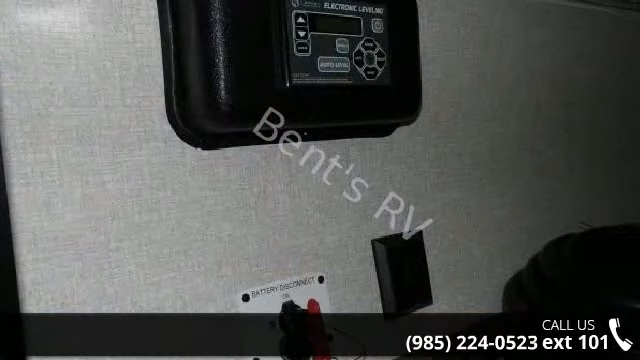 ELECTRONIC LEVELING
AUTO LEVEL
Bent's RV
BATTERY DISCONNECT
ON
CALL US
(985) 224-0523 ext 101